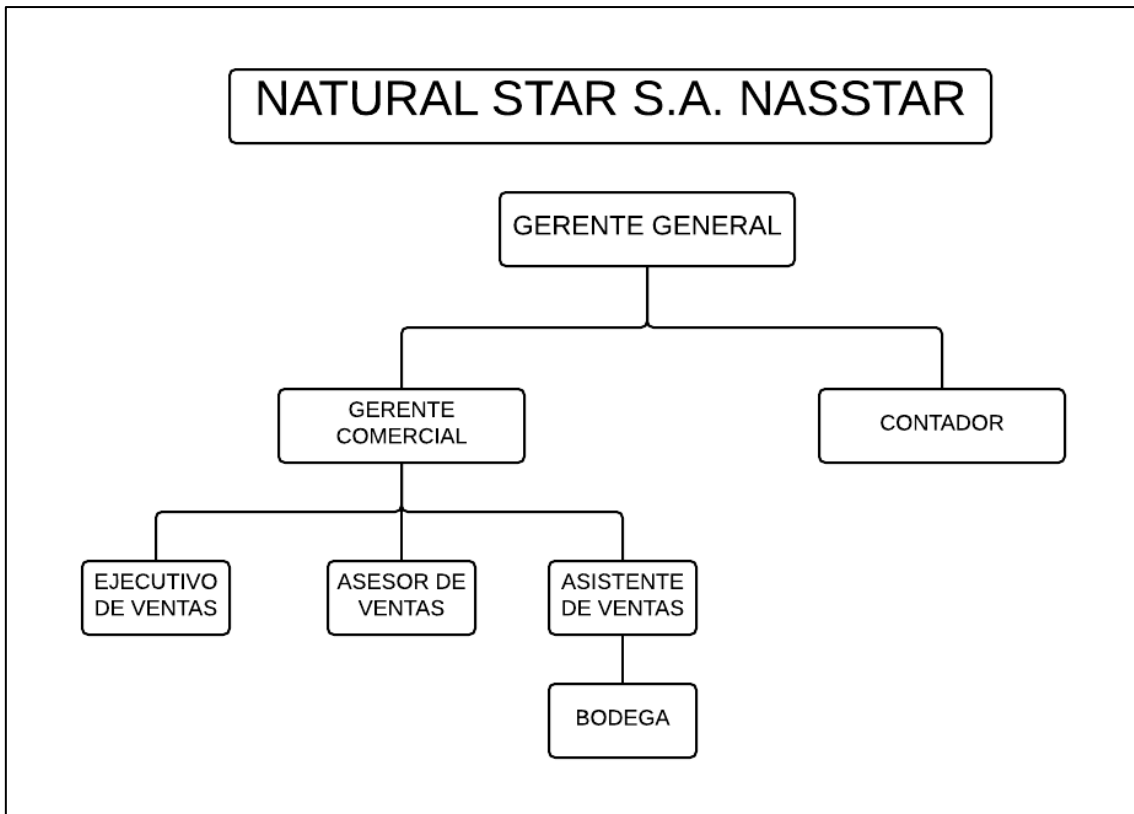 NATURAL STAR S.A. NASSTAR
GERENTE GENERAL
GERENTE
COMERCIAL
CONTADOR
EJECUTIVO
DE VENTAS
ASESOR DE
VENTAS
ASISTENTE
DE VENTAS
BODEGA